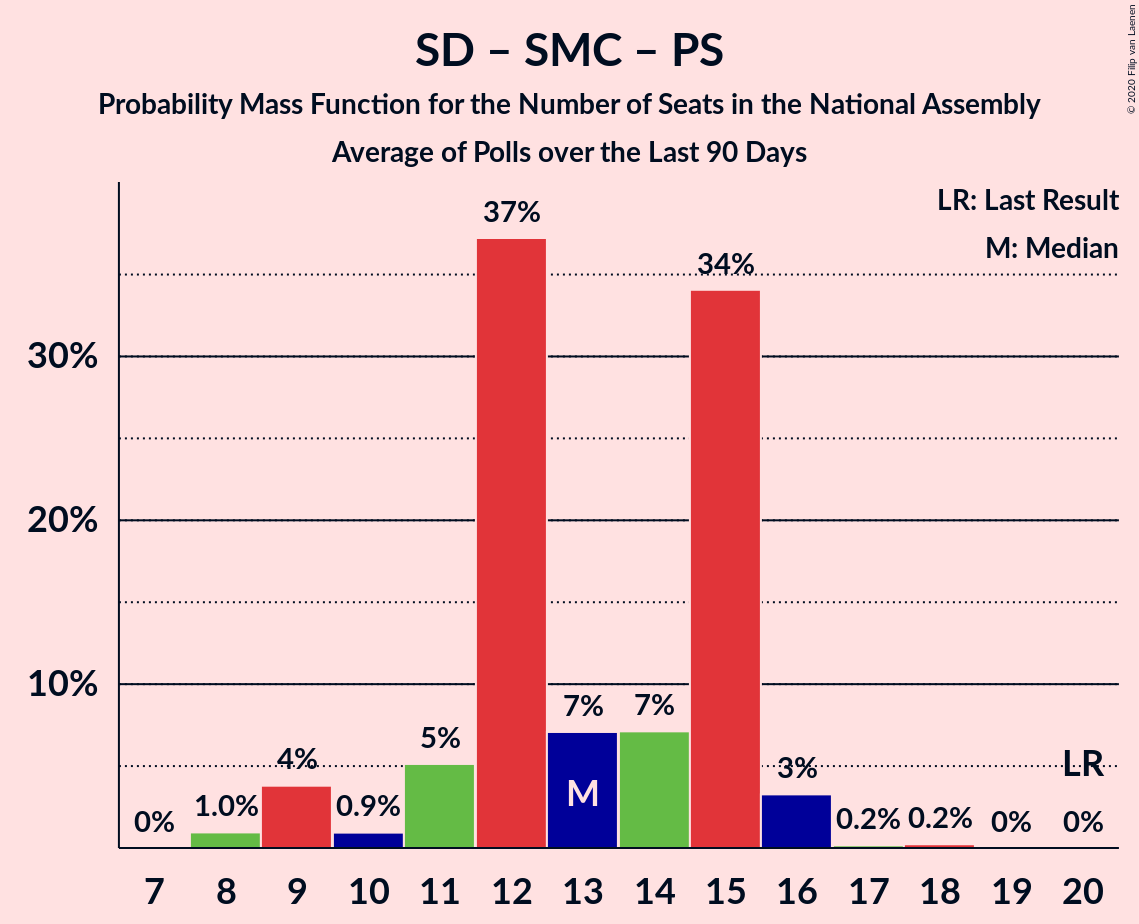 SD – SMC – PS
Probability Mass Function for the Number of Seats in the National Assembly
Average of Polls over the Last 90 Days
© 2020 Filip van Laenen
LR: Last Result
M: Median
37%
34%
30%
20%
10%
7%
7%
5%
4%
3%
LR
M
0%
1.0%
0.9%
0.2%
0.2%
0%
0%
7 8 9 10 11 12 13 14 15 16 17 18 19 20